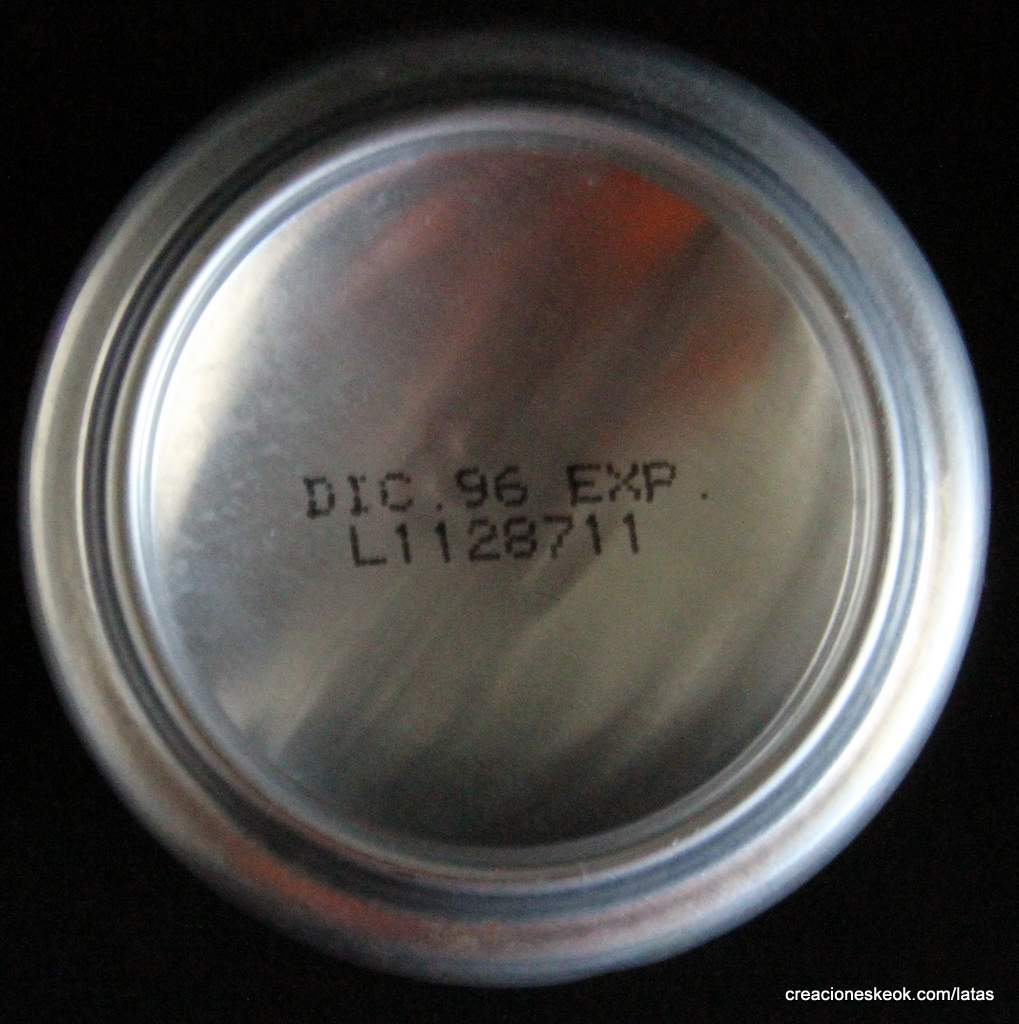 DIC.96 EXP.
L1128711
creacioneskeok.com/latas